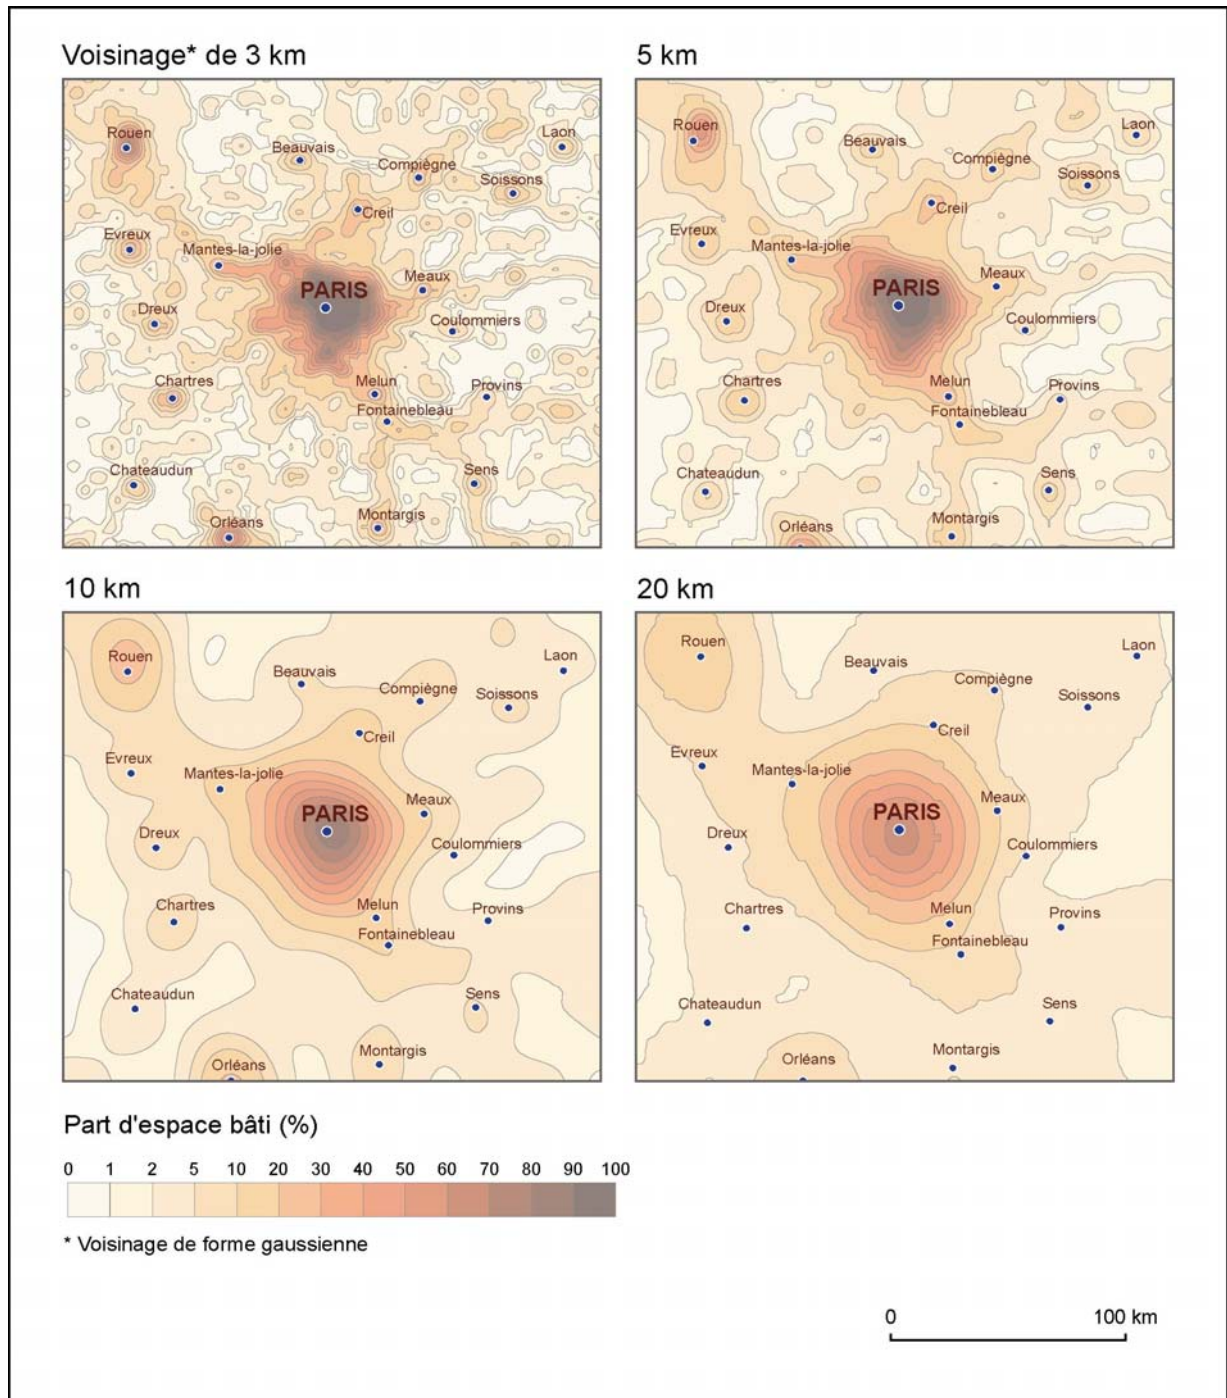 Voisinage* de 3 km
Rouen
Laon
Beauvais
Compiègne
Soissons
Creil
Evreux
Mantes-la-jolie
Meaux
PARIS
Dreux
Coulommiers
Chartres
Melun
Provins
Fontainebleau
Chateaudun
Sens
Orléans
Montargis
5 km
Rouen
Laon
Beauvais
Compiègne
Soissons
Creil
Evreux
Mantes-la-jolie
Meaux
PARIS
Dreux
Coulommiers
Chartres
Melun
Provins
Fontainebleau
Chateaudun
Sens
Orléans
Montargis
10 km
Rouen
Laon
Beauvais
Compiègne
Soissons
Creil
Evreux
Mantes-la-jolie
Meaux
PARIS
Dreux
Coulommiers
Chartres
Melun
Provins
Fontainebleau
Chateaudun
Sens
Orléans
Montargis
20 km
Rouen
Laon
Beauvais
Compiègne
Soissons
Creil
Evreux
Mantes-la-jolie
Meaux
PARIS
Dreux
Coulommiers
Chartres
Melun
Provins
Fontainebleau
Chateaudun
Sens
Orléans
Montargis
Part d'espace bâti (%)
0 1 2 5 10 20 30 40 50 60 70 80 90 100
* Voisinage de forme gaussienne
0 100 km